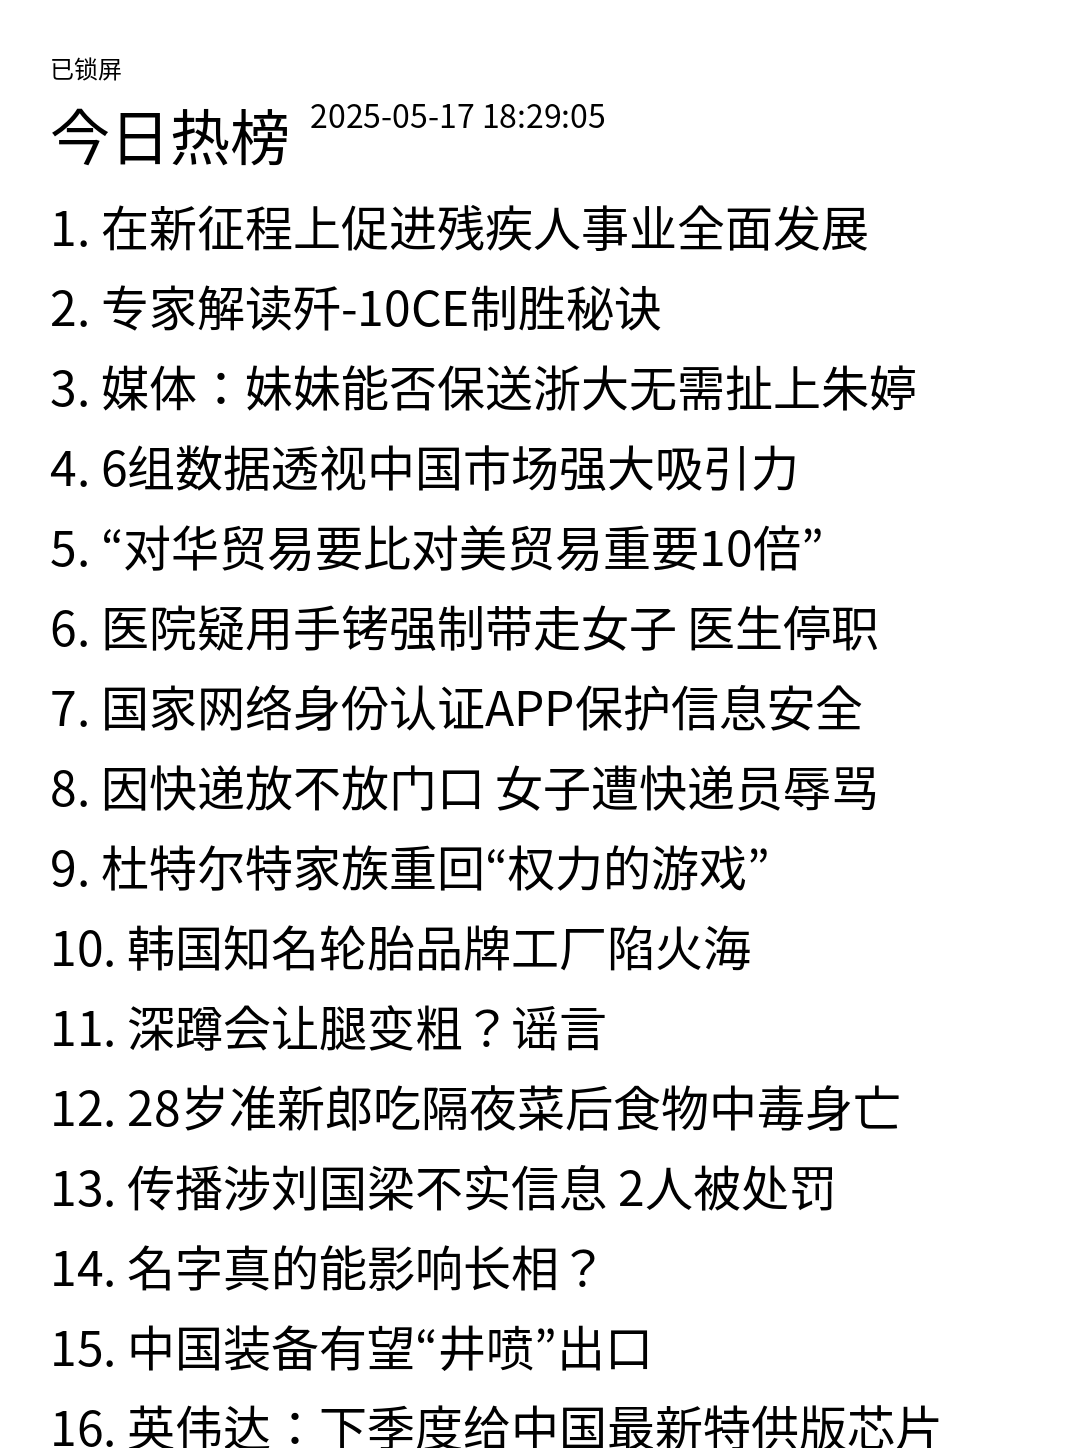 已锁屏
今日热榜 2025-05-17 18:29:05
1. 在新征程上促进残疾人事业全面发展
2. 专家解读歼-10CE制胜秘诀
3. 媒体：妹妹能否保送浙大无需扯上朱婷
4. 6组数据透视中国市场强大吸引力
5. “对华贸易要比对美贸易重要10倍”
6. 医院疑用手铐强制带走女子 医生停职
7. 国家网络身份认证APP保护信息安全
8. 因快递放不放门口 女子遭快递员辱骂
9. 杜特尔特家族重回“权力的游戏”
10. 韩国知名轮胎品牌工厂陷火海
11. 深蹲会让腿变粗？谣言
12. 28岁准新郎吃隔夜菜后食物中毒身亡
13. 传播涉刘国梁不实信息 2人被处罚
14. 名字真的能影响长相？
15. 中国装备有望“井喷”出口
16. 英伟达：下季度给中国最新特供版芯片